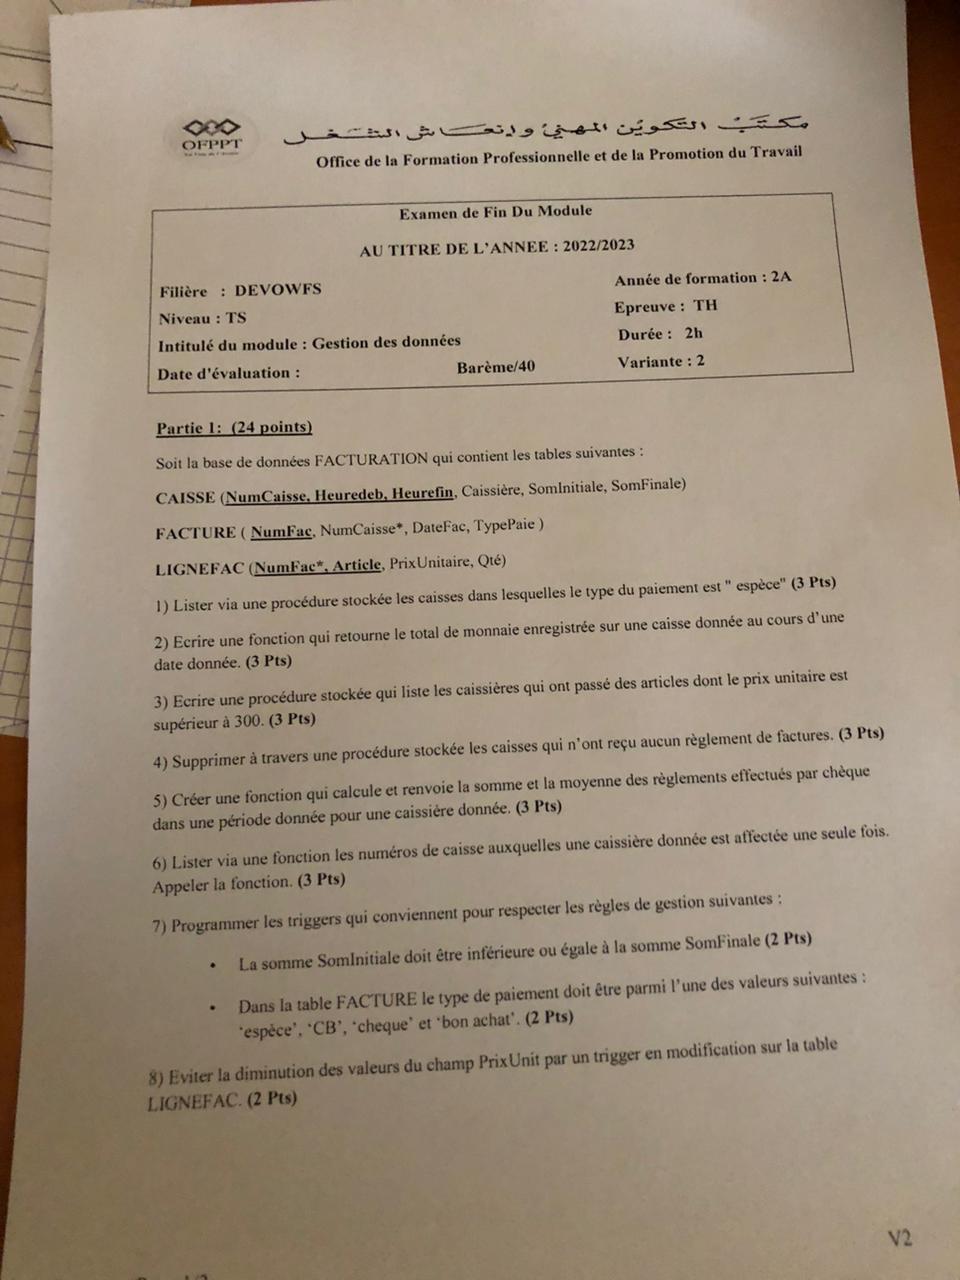 OFPPT
مكتب التكوين المهني وإنعاش الشغل
Office de la Formation Professionnelle et de la Promotion du Travail
Examen de Fin Du Module
AU TITRE DE L'ANNEE : 2022/2023
Filière : DEVOWFS
Année de formation : 2A
Niveau : TS
Epreuve : TH
Intitulé du module : Gestion des données
Durée : 2h
Date d'évaluation :
Barème/40
Variante : 2
Partie 1: (24 points)
Soit la base de données FACTURATION qui contient les tables suivantes :
CAISSE (NumCaisse, Heuredeb, Heurefin, Caissière, SomInitiale, SomFinale)
FACTURE ( NumFac, NumCaisse*, DateFac, TypePaie )
LIGNEFAC (NumFac*, Article, PrixUnitaire, Qté)
1) Lister via une procédure stockée les caisses dans lesquelles le type du paiement est " espèce" (3 Pts)
2) Ecrire une fonction qui retourne le total de monnaie enregistrée sur une caisse donnée au cours d'une
date donnée. (3 Pts)
3) Ecrire une procédure stockée qui liste les caissières qui ont passé des articles dont le prix unitaire est
supérieur à 300. (3 Pts)
4) Supprimer à travers une procédure stockée les caisses qui n'ont reçu aucun règlement de factures. (3 Pts)
5) Créer une fonction qui calcule et renvoie la somme et la moyenne des règlements effectués par chèque
dans une période donnée pour une caissière donnée. (3 Pts)
6) Lister via une fonction les numéros de caisse auxquelles une caissière donnée est affectée une seule fois.
Appeler la fonction. (3 Pts)
7) Programmer les triggers qui conviennent pour respecter les règles de gestion suivantes :
• La somme SomInitiale doit être inférieure ou égale à la somme SomFinale (2 Pts)
• Dans la table FACTURE le type de paiement doit être parmi l'une des valeurs suivantes :
'espèce', 'CB', 'cheque' et 'bon achat'. (2 Pts)
8) Eviter la diminution des valeurs du champ PrixUnit par un trigger en modification sur la table
LIGNEFAC. (2 Pts)
V2